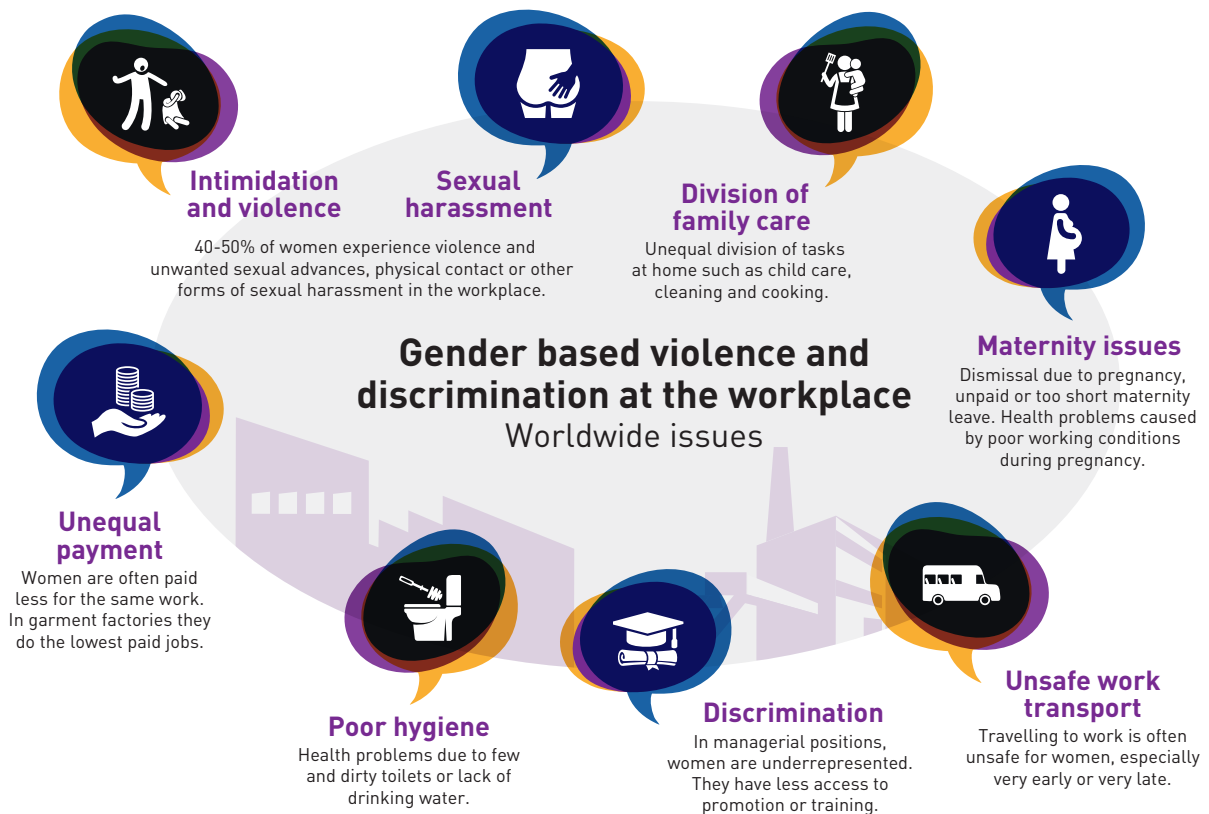 Intimidation
and violence
Sexual
harassment
40-50% of women experience violence and
unwanted sexual advances, physical contact or other
forms of sexual harassment in the workplace.
Division of
family care
Unequal division of tasks
at home such as child care,
cleaning and cooking.
Gender based violence and
discrimination at the workplace
Worldwide issues
Maternity issues
Dismissal due to pregnancy,
unpaid or too short maternity
leave. Health problems caused
by poor working conditions
during pregnancy.
Unequal
payment
Women are often paid
less for the same work.
In garment factories they
do the lowest paid jobs.
Poor hygiene
Health problems due to few
and dirty toilets or lack of
drinking water.
Discrimination
In managerial positions,
women are underrepresented.
They have less access to
promotion or training.
Unsafe work
transport
Travelling to work is often
unsafe for women, especially
very early or very late.